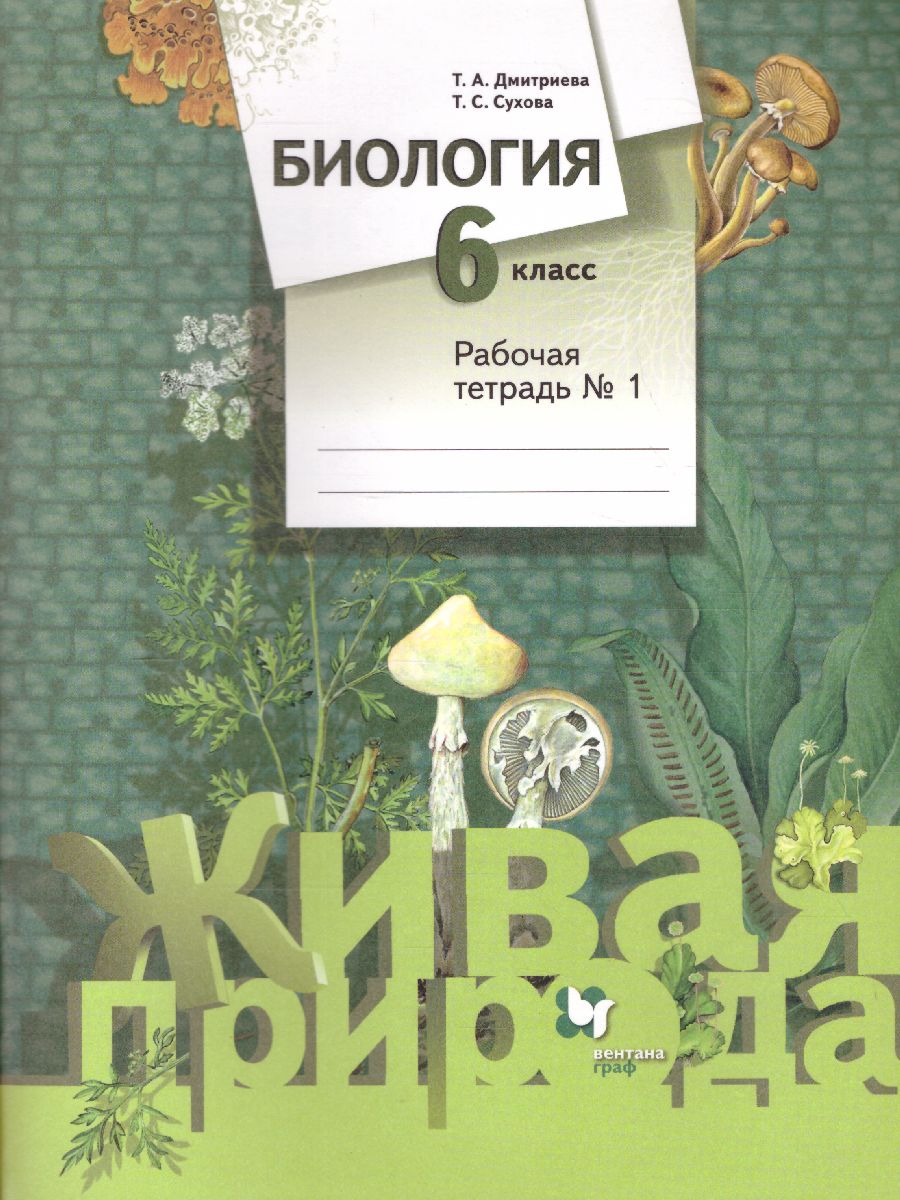 Т. А. Дмитриева
Т. С. Сухова
БИОЛОГИЯ
6 класс
Рабочая
тетрадь № 1
живая
природа
вентана
граф